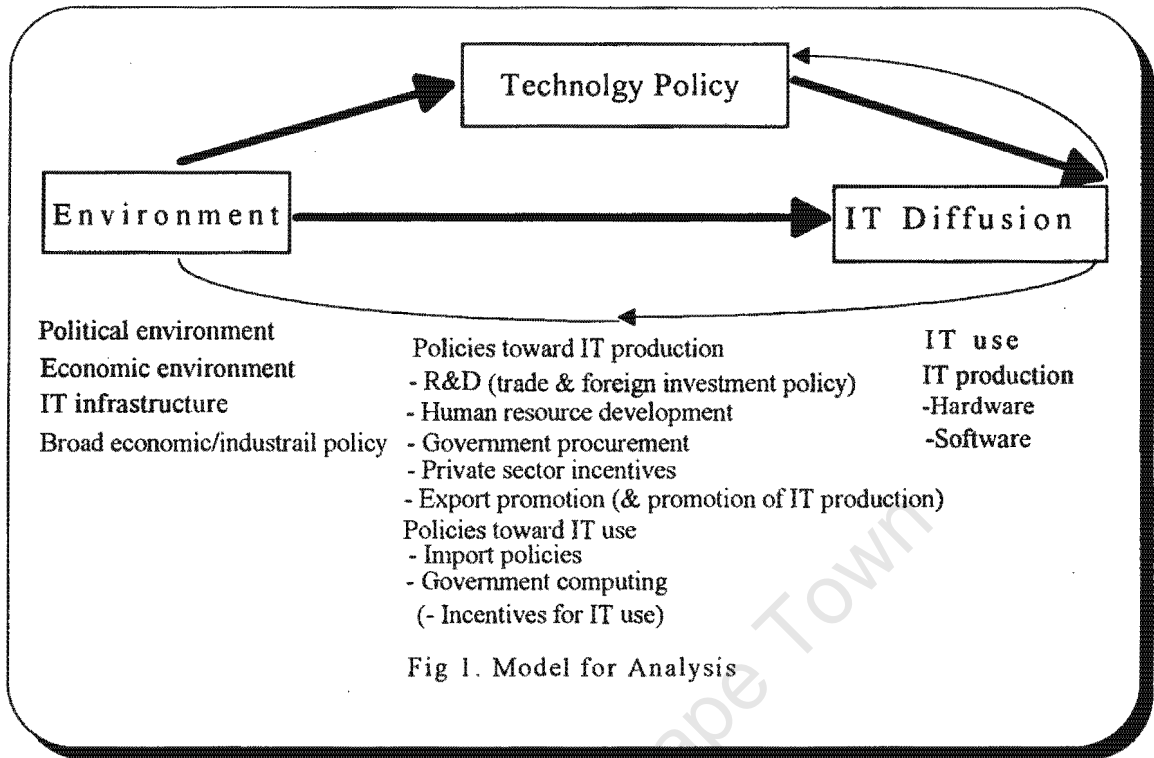 Technolgy Policy
Environment
IT Diffusion
Political environment
Economic environment
IT infrastructure
Broad economic/industrail policy
Policies toward IT production
- R&D (trade & foreign investment policy)
- Human resource development
- Government procurement
- Private sector incentives
- Export promotion (& promotion of IT production)
Policies toward IT use
- Import policies
- Government computing
(- Incentives for IT use)
IT use
IT production
-Hardware
-Software
Fig 1. Model for Analysis
ape Town